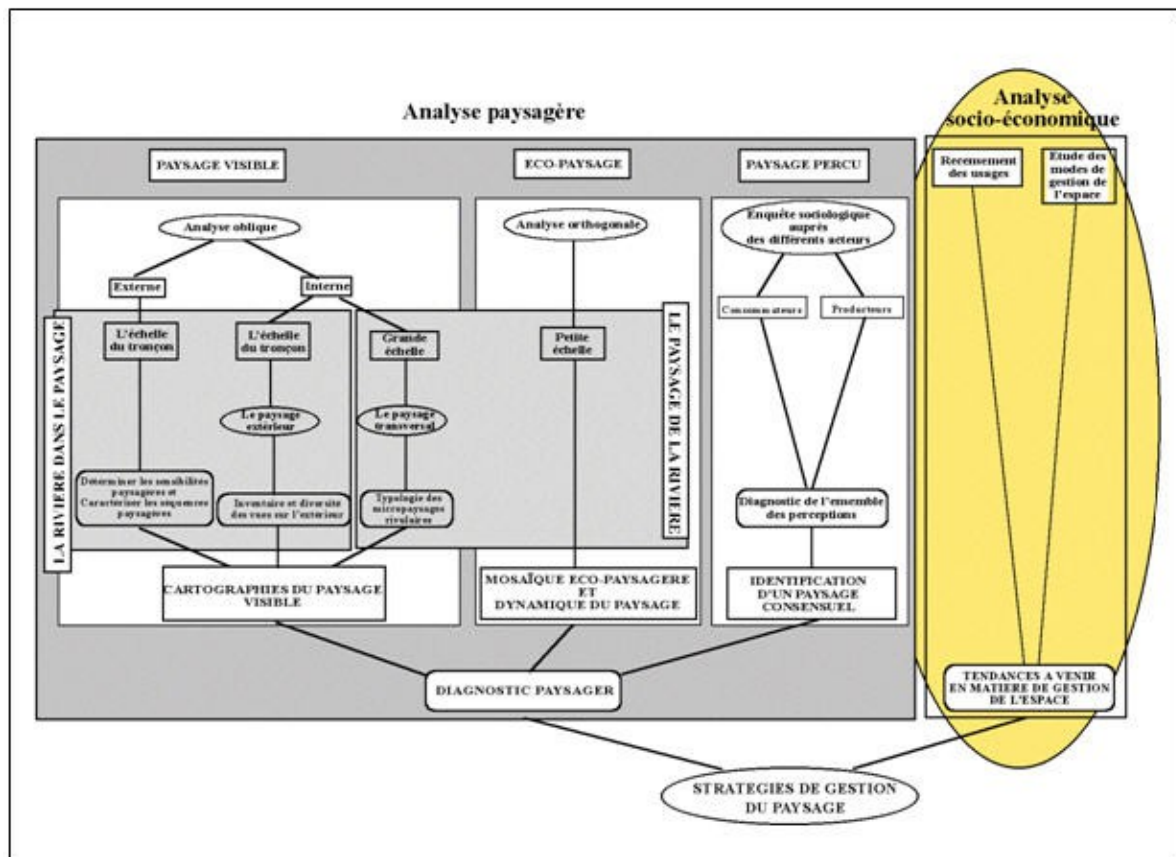 Analyse paysagère
Analyse
socio-économique
PAYSAGE VISIBLE
ECO-PAYSAGE
PAYSAGE PERCU
Recensement
des usages
Etude des
modes de
gestion de
l'espace
Analyse oblique
Analyse orthogonale
Enquête sociologique
auprès
des différents acteurs
Externe
Interne
Consommateurs
Producteurs
LA RIVIERE DANS LE PAYSAGE
LE PAYSAGE DE LA RIVIERE
L'échelle
du tronçon
L'échelle
du tronçon
Grande
échelle
Petite
échelle
Le paysage
extérieur
Le paysage
transversal
Déterminer les sensibilités
paysagères et
Caractériser les séquences
paysagères
Inventaire et diversité
des vues sur l'extérieur
Typologie des
micropaysages
rivulaires
Diagnostic de l'ensemble
des perceptions
CARTOGRAPHIES DU PAYSAGE
VISIBLE
MOSAÏQUE ECO-PAYSAGERE
ET
DYNAMIQUE DU PAYSAGE
IDENTIFICATION
D'UN PAYSAGE
CONSENSUEL
DIAGNOSTIC PAYSAGER
TENDANCES A VENIR
EN MATIERE DE GESTION
DE L'ESPACE
STRATEGIES DE GESTION
DU PAYSAGE